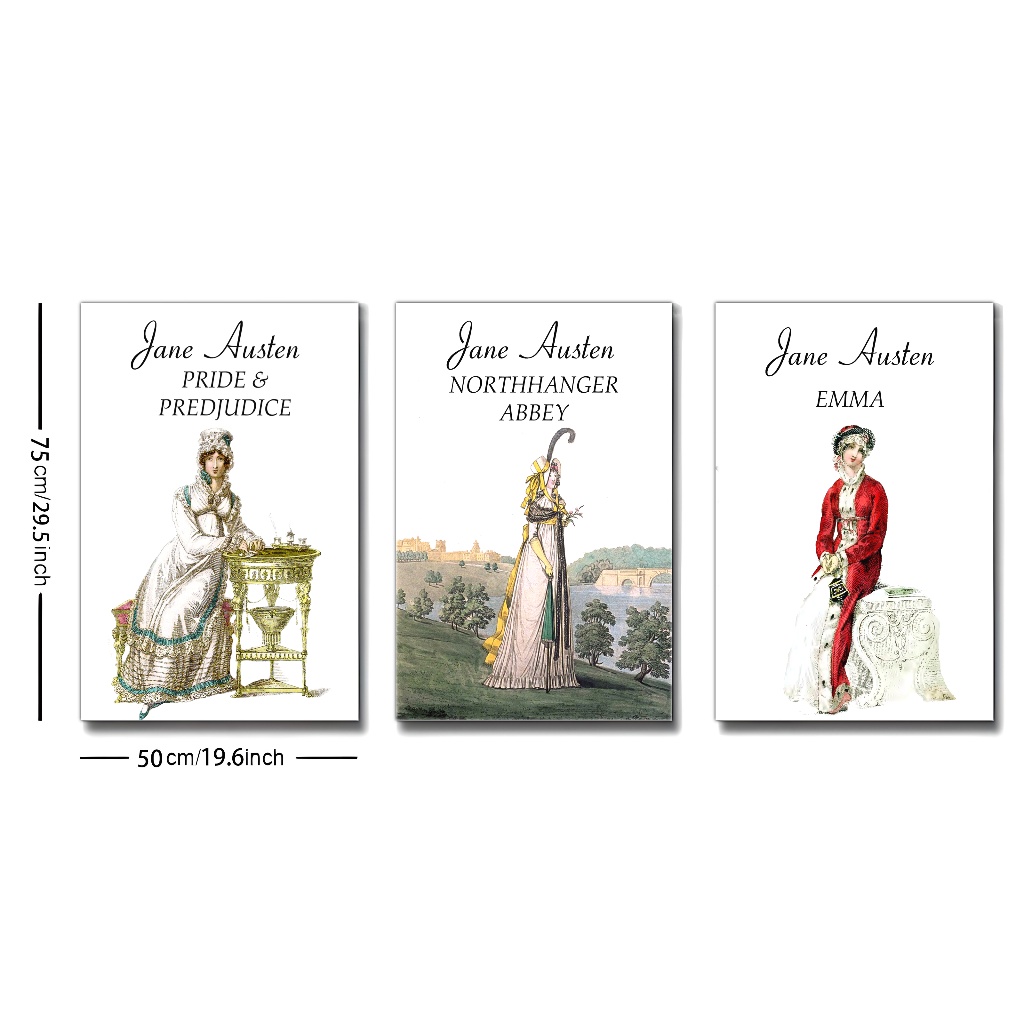 Jane Austen
PRIDE &
PREDJUDICE
Jane Austen
NORTHHANGER
ABBEY
Jane Austen
EMMA
75cm/29.5inch
50cm/19.6inch